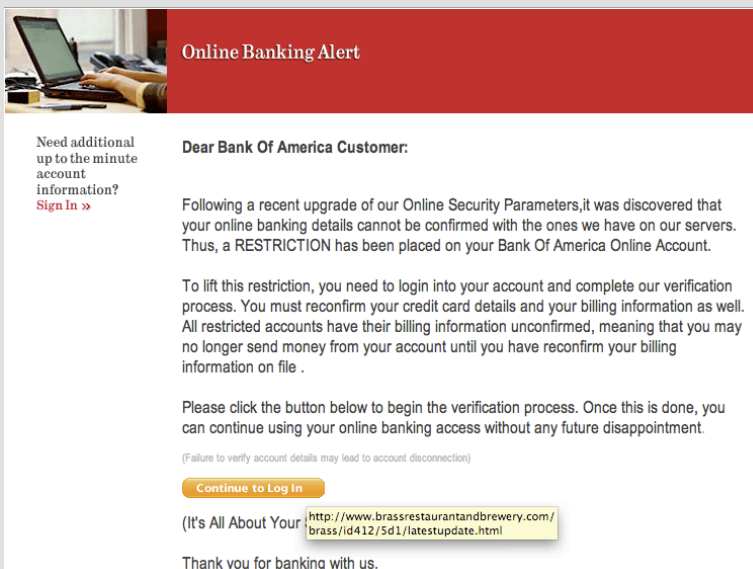 Online Banking Alert
Need additional
up to the minute
account
information?
Sign In »
Dear Bank Of America Customer:
Following a recent upgrade of our Online Security Parameters,it was discovered that
your online banking details cannot be confirmed with the ones we have on our servers.
Thus, a RESTRICTION has been placed on your Bank Of America Online Account.
To lift this restriction, you need to login into your account and complete our verification
process. You must reconfirm your credit card details and your billing information as well.
All restricted accounts have their billing information unconfirmed, meaning that you may
no longer send money from your account until you have reconfirm your billing
information on file .
Please click the button below to begin the verification process. Once this is done, you
can continue using your online banking access without any future disappointment.
(Failure to verify account details may lead to account disconnection)
Continue to Log In
(It's All About Your
http://www.brassrestaurantandbrewery.com/
brass/id412/5d1/latestupdate.html
Thank you for banking with us.